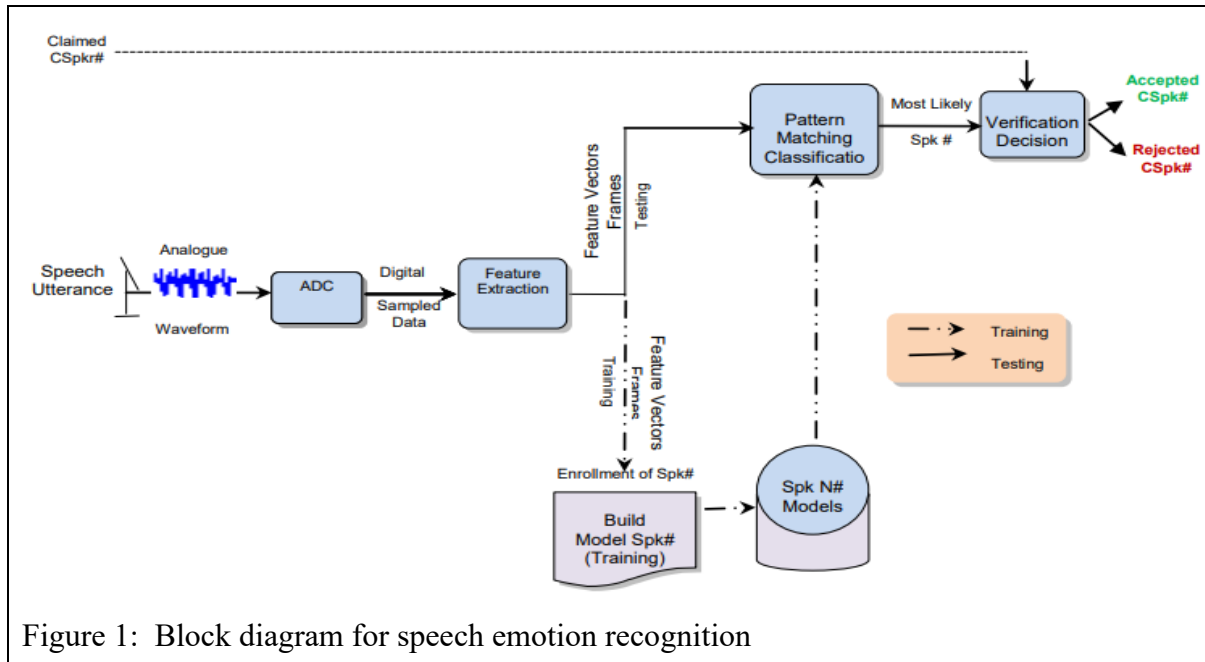 Claimed
CSpkr#
Accepted
CSpk#
Rejected
CSpk#
Pattern
Matching
Classificatio
Most Likely
Spk #
Verification
Decision
Feature Vectors
Frames
Testing
Speech
Utterance
Analogue
Waveform
ADC
Digital
Sampled
Data
Feature
Extraction
Feature Vectors
Frames
Training
Training
Testing
Enrollment of Spk#
Build
Model Spk#
(Training)
Spk N#
Models
Figure 1: Block diagram for speech emotion recognition